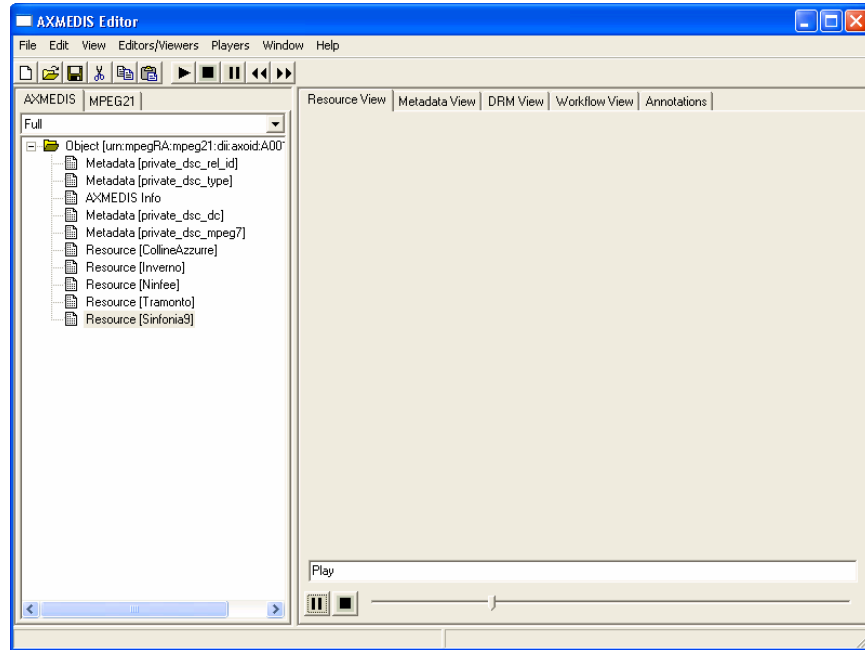 AXMEDIS Editor
File Edit View Editors/Viewers Players Window Help
AXMEDIS MPEG21
Resource View Metadata View DRM View Workflow View Annotations
Full
Object [urn:mpegRA:mpeg21:dii:axoid:A00
Metadata [private_dsc_rel_id]
Metadata [private_dsc_type]
AXMEDIS Info
Metadata [private_dsc_dc]
Metadata [private_dsc_mpeg7]
Resource [CollineAzzurre]
Resource [Inverno]
Resource [Ninfee]
Resource [Tramonto]
Resource [Sinfonia9]
Play